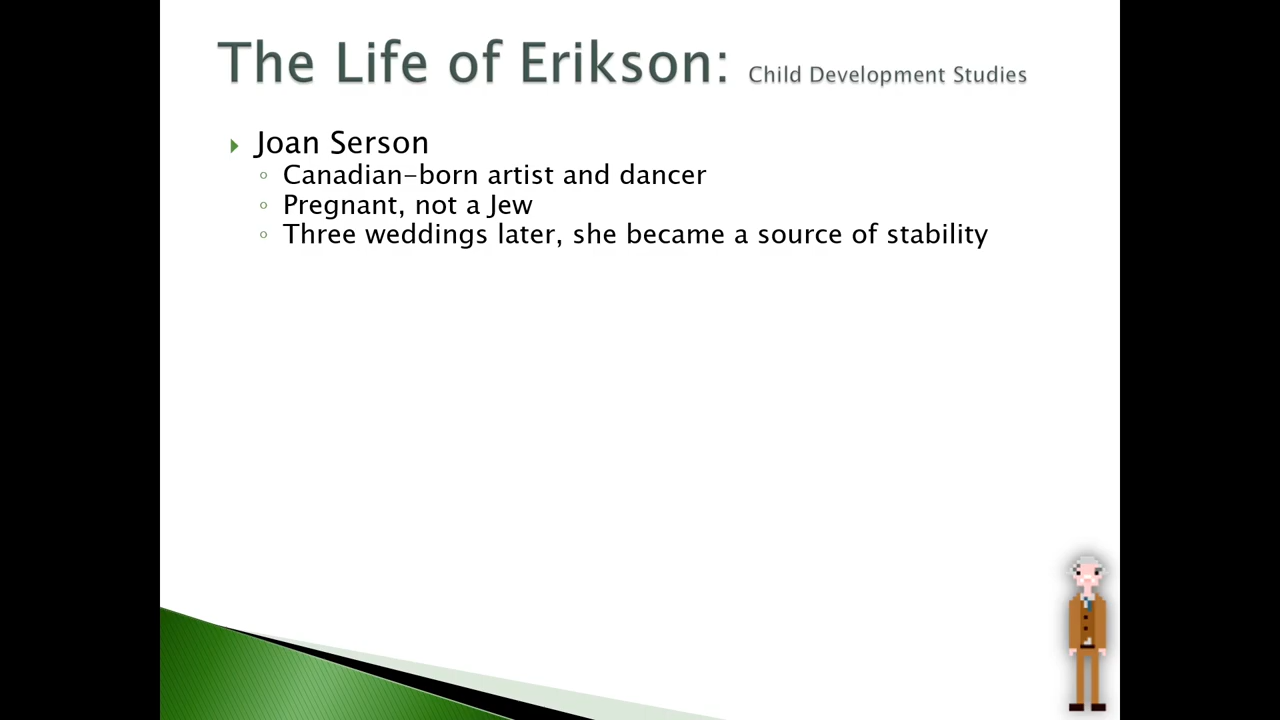 The Life of Erikson: Child Development Studies
Joan Serson
Canadian-born artist and dancer
Pregnant, not a Jew
Three weddings later, she became a source of stability